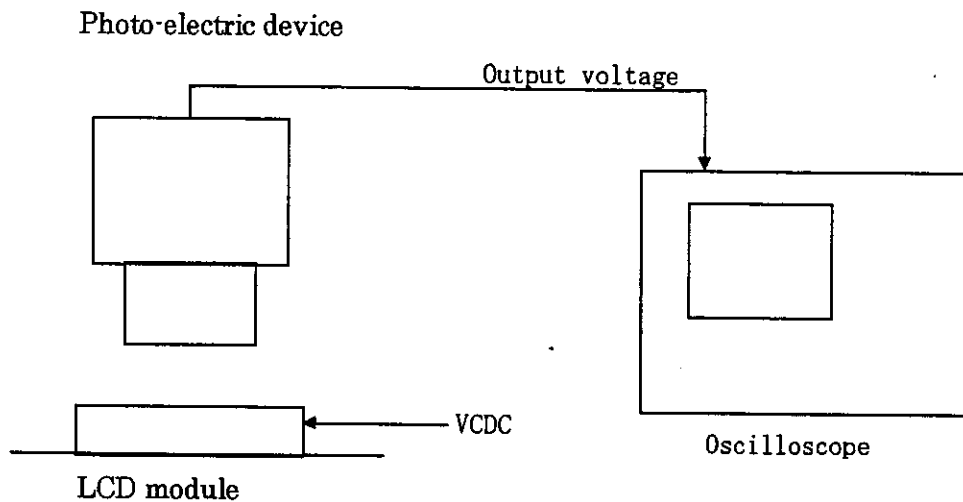 Photo-electric device
Output voltage
VCDC
Oscilloscope
LCD module